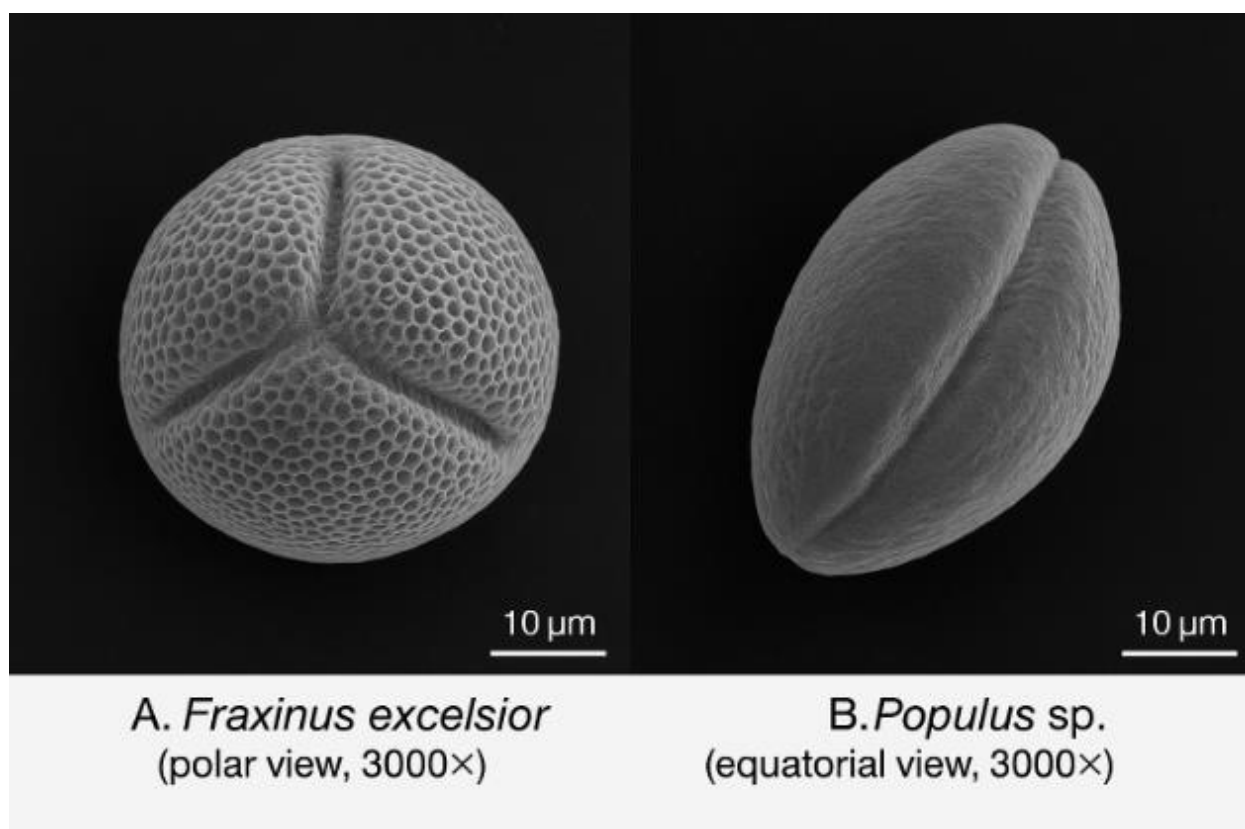 10 µm
10 µm
A. Fraxinus excelsior
(polar view, 3000×)
B. Populus sp.
(equatorial view, 3000×)